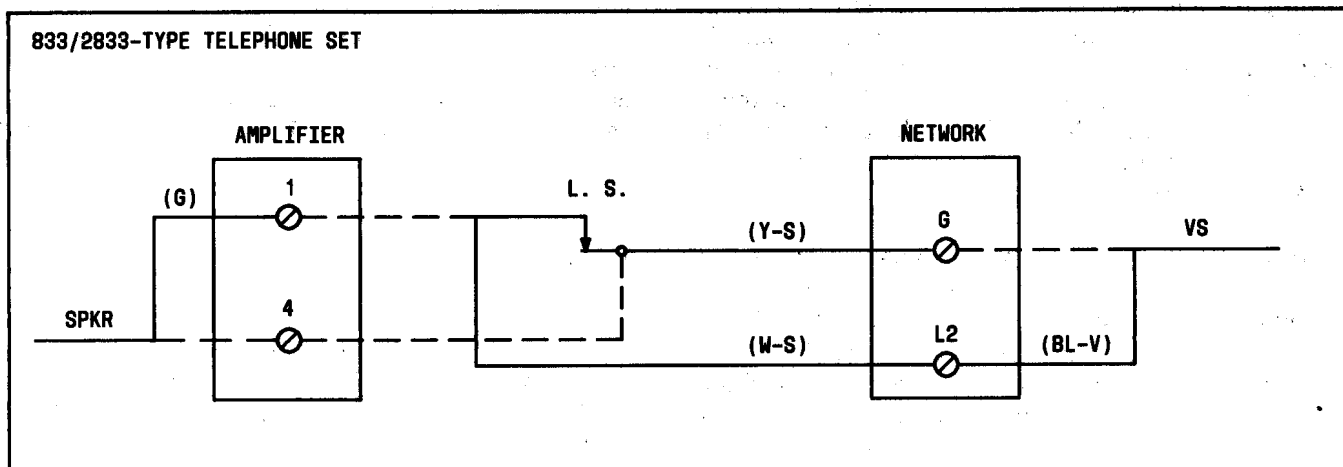 833/2833-TYPE TELEPHONE SET
AMPLIFIER
NETWORK
(G)
1
L. S.
G
(Y-S)
VS
SPKR
4
(W-S)
L2
(BL-V)